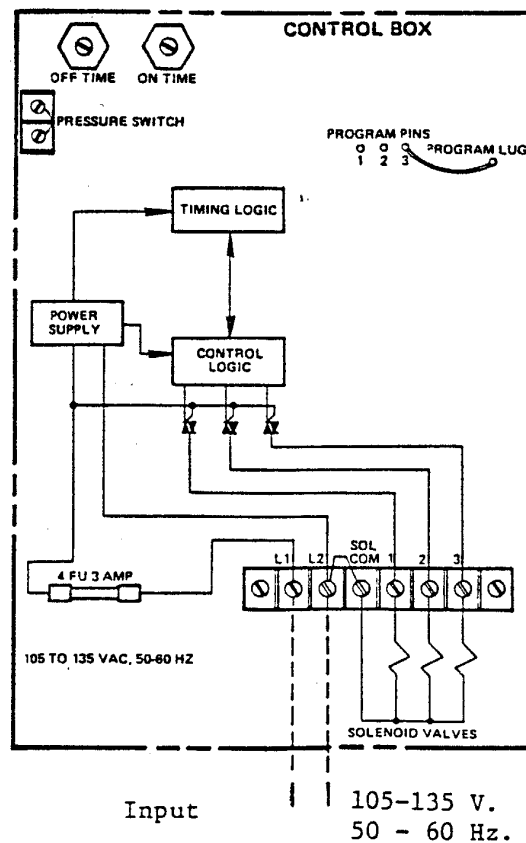 CONTROL BOX
OFF TIME
ON TIME
PRESSURE SWITCH
PROGRAM PINS
1 2 3
PROGRAM LUG
TIMING LOGIC
POWER
SUPPLY
CONTROL
LOGIC
4 FU 3 AMP
L1 L2 SOL
COM 1 2 3
105 TO 135 VAC, 50-60 HZ
SOLENOID VALVES
Input
105-135 V.
50 - 60 Hz.